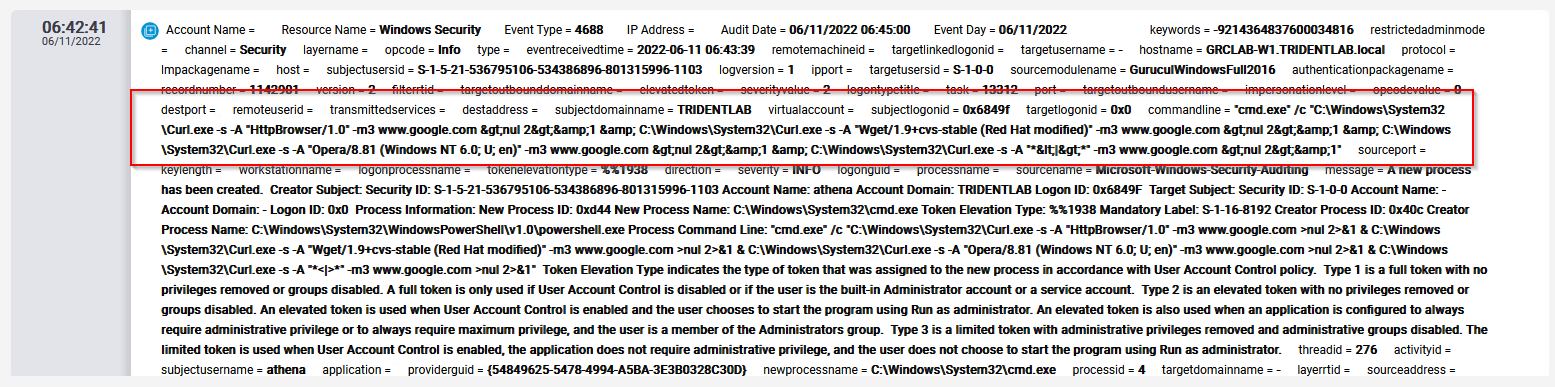 06:42:41
06/11/2022
Account Name = Resource Name = Windows Security Event Type = 4688 IP Address = Audit Date = 06/11/2022 06:45:00 Event Day = 06/11/2022 keywords = -9214364837600034816 restrictedadminmode
= channel = Security layername = opcode = Info type = eventreceivedtime = 2022-06-11 06:43:39 remotemachineid = targetlinkedlogonid = targetusername = - hostname = GRCLAB-W1.TRIDENTLAB.local protocol =
lmpackagename = host = subjectusersid = S-1-5-21-536795106-534386896-801315996-1103 logversion = 1 ipport = targetusersid = S-1-0-0 sourcemodulename = GuruculWindowsFull2016 authenticationpackagename =
recordnumber = 1142981 version = 2 filterrtid = targetoutbounddomainname = elevatedtoken = severityvalue = 2 logontypetitle = task = 13312 port = targetoutboundusername = impersonationlevel = opcodevalue = 0
destport = remoteuserid = transmittedservices = destaddress = subjectdomainname = TRIDENTLAB virtualaccount = subjectlogonid = 0x6849f targetlogonid = 0x0 commandline = "cmd.exe" /c "C:\Windows\System32
\Curl.exe -s -A "HttpBrowser/1.0" -m3 www.google.com &gt;nul 2&gt;&amp;1 &amp; C:\Windows\System32\Curl.exe -s -A "Wget/1.9+cvs-stable (Red Hat modified)" -m3 www.google.com &gt;nul 2&gt;&amp;1 &amp; C:\Windows
\System32\Curl.exe -s -A "Opera/8.81 (Windows NT 6.0; U; en)" -m3 www.google.com &gt;nul 2&gt;&amp;1 &amp; C:\Windows\System32\Curl.exe -s -A "*&lt;|&gt;*" -m3 www.google.com &gt;nul 2&gt;&amp;1" sourceport =
keylength = workstationname = logonprocessname = tokenelevationtype = %%1938 direction = severity = INFO logonguid = processname = sourcename = Microsoft-Windows-Security-Auditing message = A new process
has been created. Creator Subject: Security ID: S-1-5-21-536795106-534386896-801315996-1103 Account Name: athena Account Domain: TRIDENTLAB Logon ID: 0x6849F Target Subject: Security ID: S-1-0-0 Account Name: -
Account Domain: - Logon ID: 0x0 Process Information: New Process ID: 0xd44 New Process Name: C:\Windows\System32\cmd.exe Token Elevation Type: %%1938 Mandatory Label: S-1-16-8192 Creator Process ID: 0x40c Creator
Process Name: C:\Windows\System32\WindowsPowerShell\v1.0\powershell.exe Process Command Line: "cmd.exe" /c "C:\Windows\System32\Curl.exe -s -A "HttpBrowser/1.0" -m3 www.google.com >nul 2>&1 & C:\Windows
\System32\Curl.exe -s -A "Wget/1.9+cvs-stable (Red Hat modified)" -m3 www.google.com >nul 2>&1 & C:\Windows\System32\Curl.exe -s -A "Opera/8.81 (Windows NT 6.0; U; en)" -m3 www.google.com >nul 2>&1 & C:\Windows
\System32\Curl.exe -s -A "*<|>*" -m3 www.google.com >nul 2>&1" Token Elevation Type indicates the type of token that was assigned to the new process in accordance with User Account Control policy. Type 1 is a full token with no
privileges removed or groups disabled. A full token is only used if User Account Control is disabled or if the user is the built-in Administrator account or a service account. Type 2 is an elevated token with no privileges removed or
groups disabled. An elevated token is used when User Account Control is enabled and the user chooses to start the program using Run as administrator. An elevated token is also used when an application is configured to always
require administrative privilege or to always require maximum privilege, and the user is a member of the Administrators group. Type 3 is a limited token with administrative privileges removed and administrative groups disabled. The
limited token is used when User Account Control is enabled, the application does not require administrative privilege, and the user does not choose to start the program using Run as administrator. threadid = 276 activityid =
subjectusername = athena application = providerguid = {54849625-5478-4994-A5BA-3E3B0328C30D} newprocessname = C:\Windows\System32\cmd.exe processid = 4 targetdomainname = - layerrtid = sourceaddress =